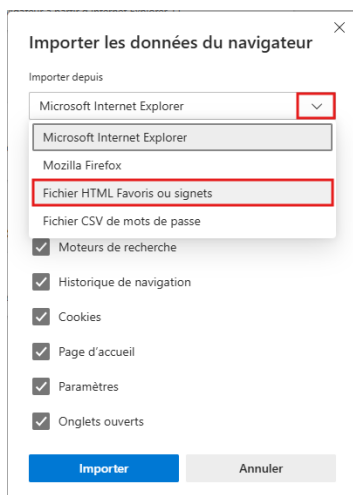 Importer les données du navigateur
Importer depuis
Microsoft Internet Explorer
Microsoft Internet Explorer
Mozilla Firefox
Fichier HTML Favoris ou signets
Fichier CSV de mots de passe
Moteurs de recherche
Historique de navigation
Cookies
Page d'accueil
Paramètres
Onglets ouverts
Importer
Annuler